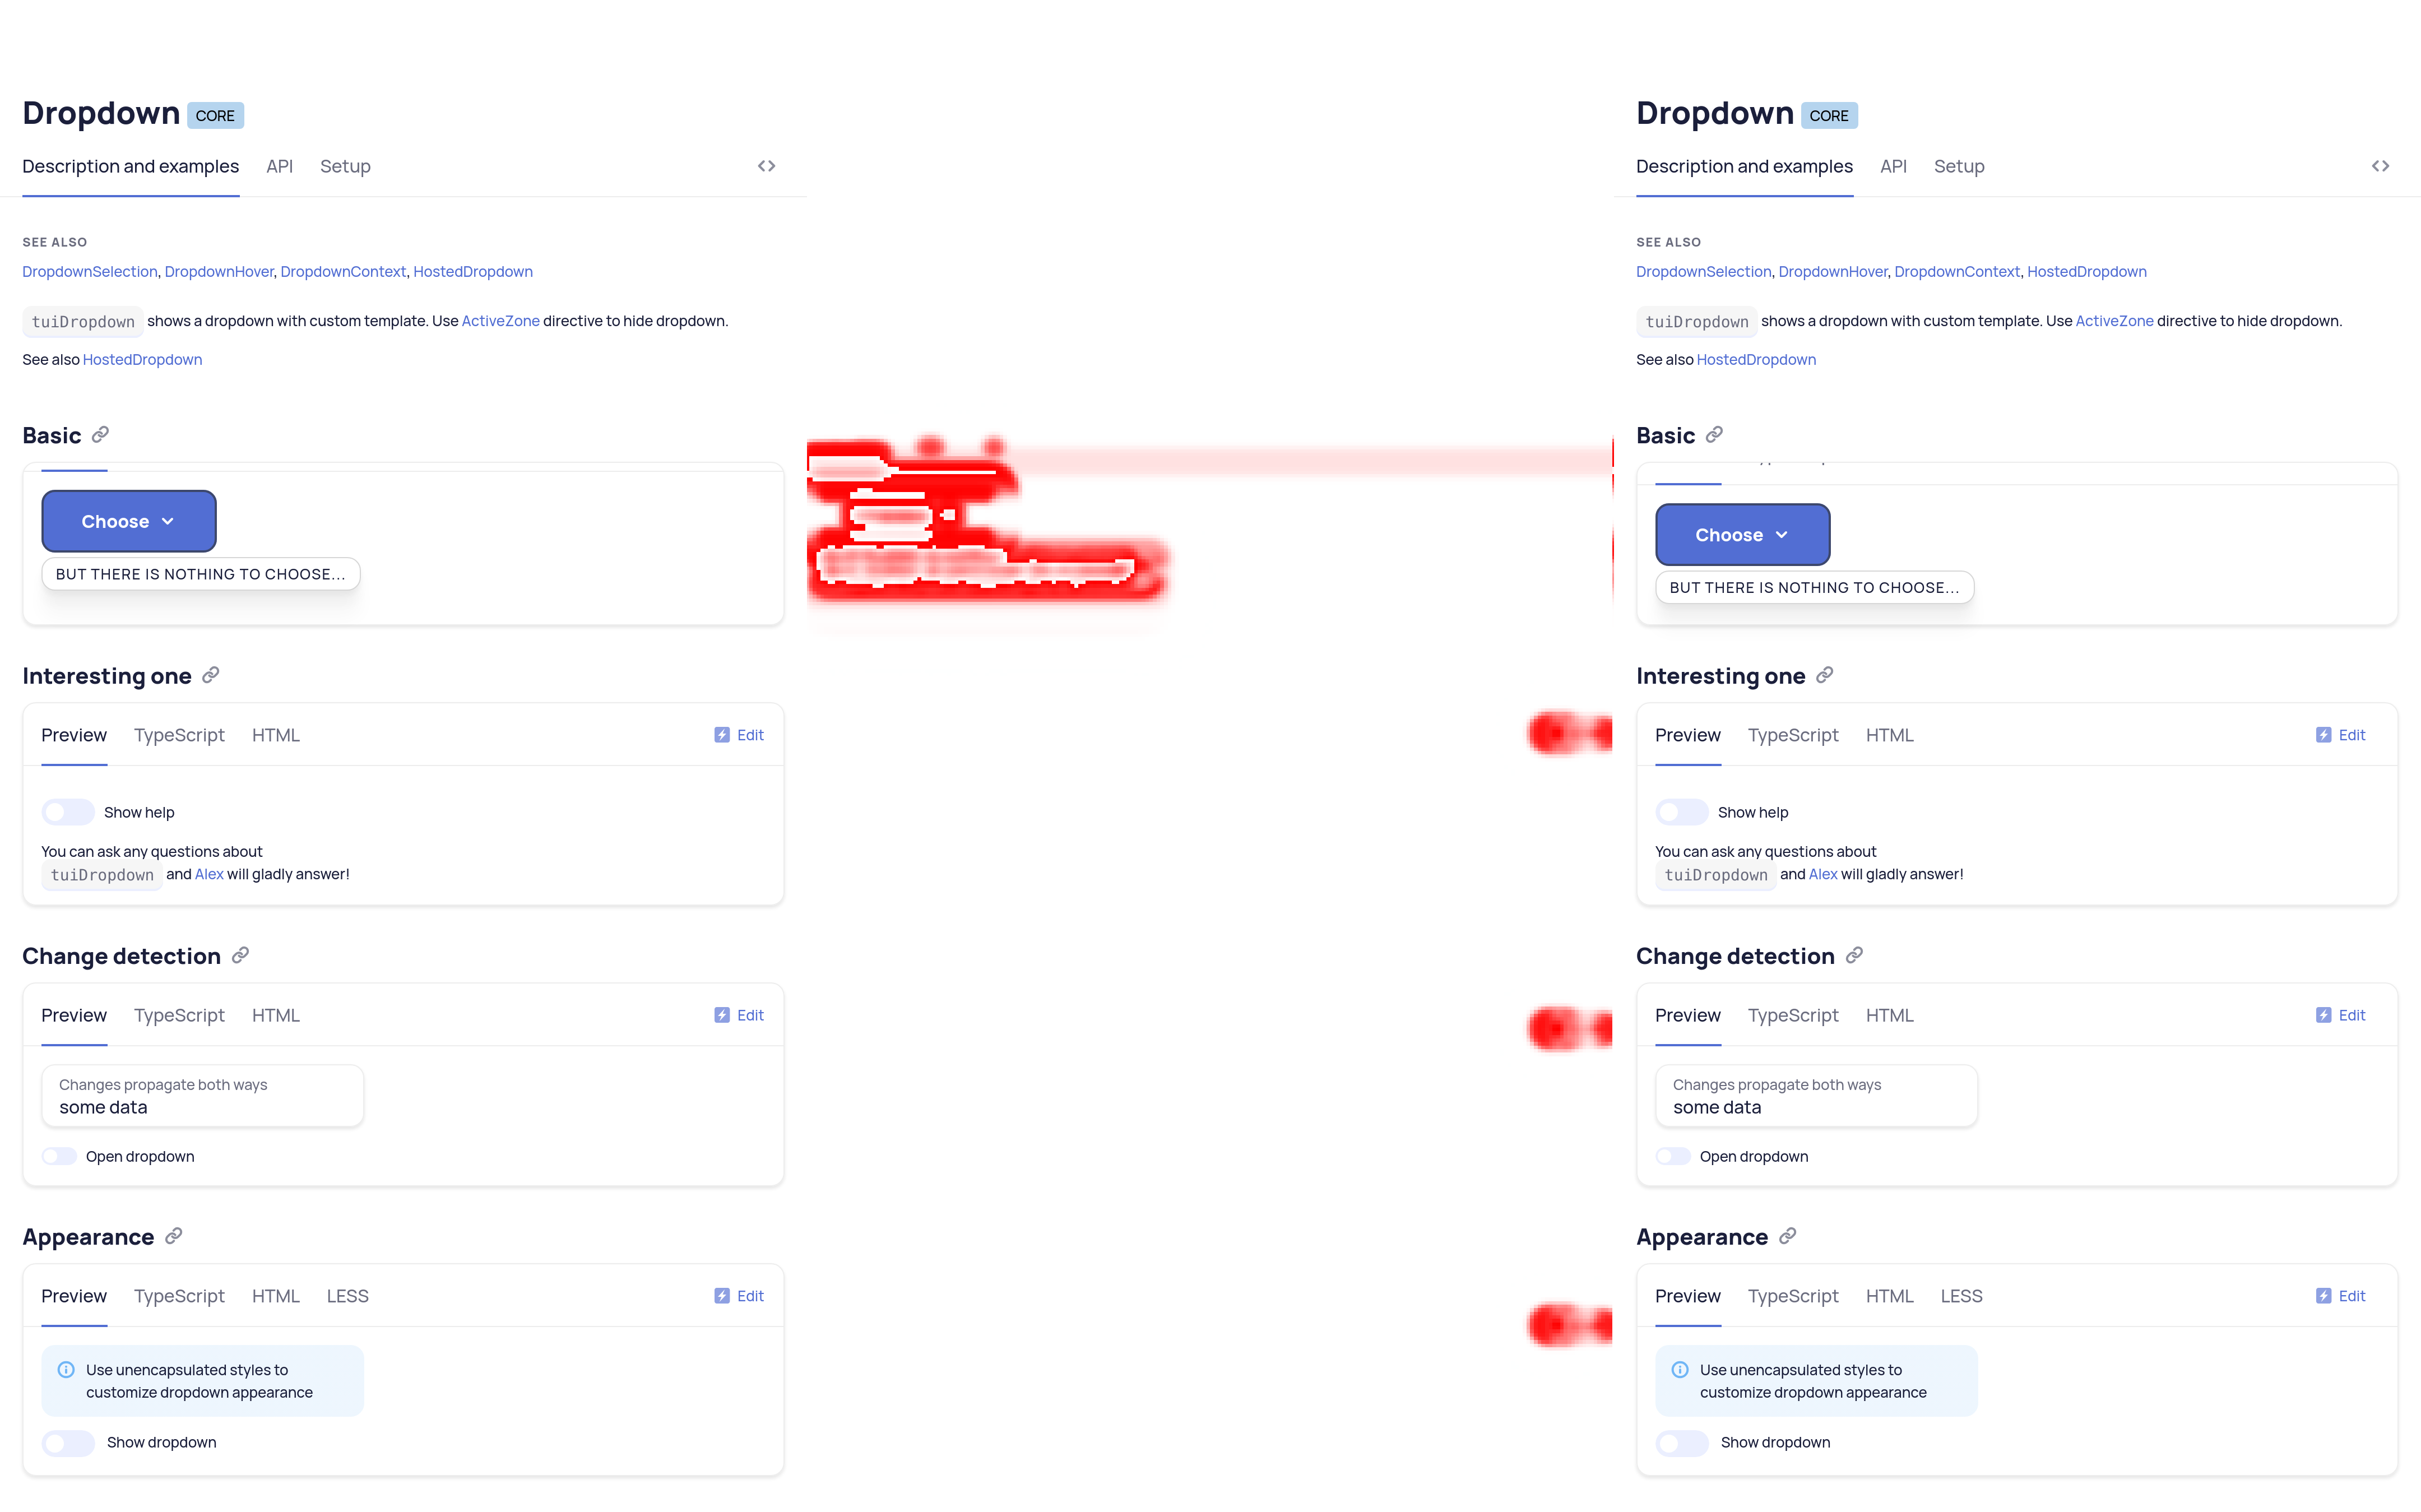 Dropdown CORE
Description and examples API Setup
SEE ALSO
DropdownSelection, DropdownHover, DropdownContext, HostedDropdown
tuiDropdown shows a dropdown with custom template. Use ActiveZone directive to hide dropdown.
See also HostedDropdown
Basic
Choose
BUT THERE IS NOTHING TO CHOOSE...
Interesting one
Preview TypeScript HTML Edit
Show help
You can ask any questions about
tuiDropdown and Alex will gladly answer!
Change detection
Preview TypeScript HTML Edit
Changes propagate both ways
some data
Open dropdown
Appearance
Preview TypeScript HTML LESS Edit
Use unencapsulated styles to
customize dropdown appearance
Show dropdown
Dropdown CORE
Description and examples API Setup
SEE ALSO
DropdownSelection, DropdownHover, DropdownContext, HostedDropdown
tuiDropdown shows a dropdown with custom template. Use ActiveZone directive to hide dropdown.
See also HostedDropdown
Basic
Choose
BUT THERE IS NOTHING TO CHOOSE...
Interesting one
Preview TypeScript HTML Edit
Show help
You can ask any questions about
tuiDropdown and Alex will gladly answer!
Change detection
Preview TypeScript HTML Edit
Changes propagate both ways
some data
Open dropdown
Appearance
Preview TypeScript HTML LESS Edit
Use unencapsulated styles to
customize dropdown appearance
Show dropdown